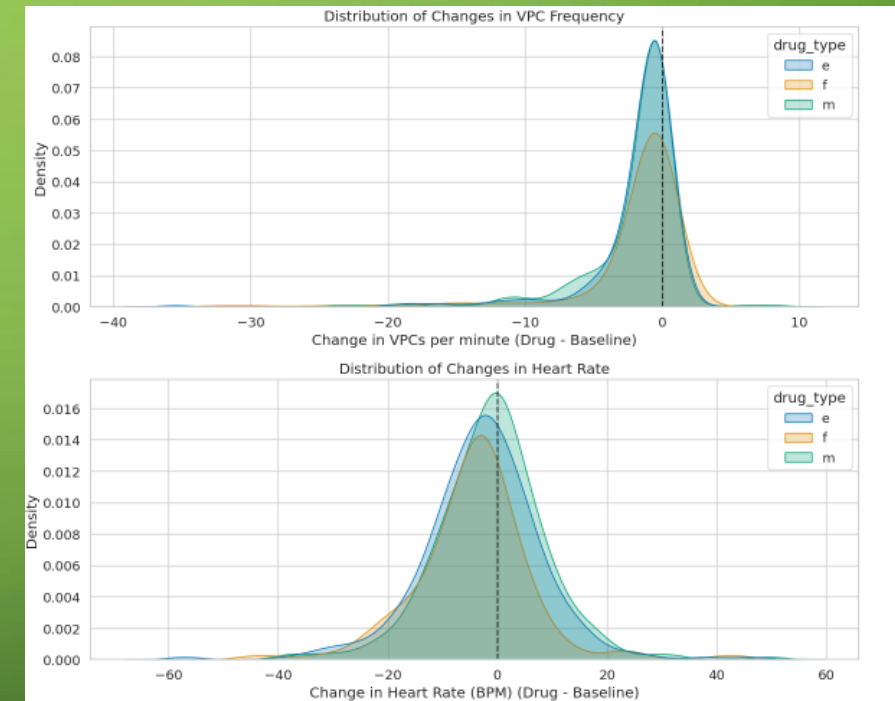 Distribution of Changes in VPC Frequency
drug_type
e
f
m
Density
0.08
0.07
0.06
0.05
0.04
0.03
0.02
0.01
0.00
−40 −30 −20 −10 0 10
Change in VPCs per minute (Drug - Baseline)
Distribution of Changes in Heart Rate
drug_type
e
f
m
Density
0.016
0.014
0.012
0.010
0.008
0.006
0.004
0.002
0.000
−60 −40 −20 0 20 40 60
Change in Heart Rate (BPM) (Drug - Baseline)